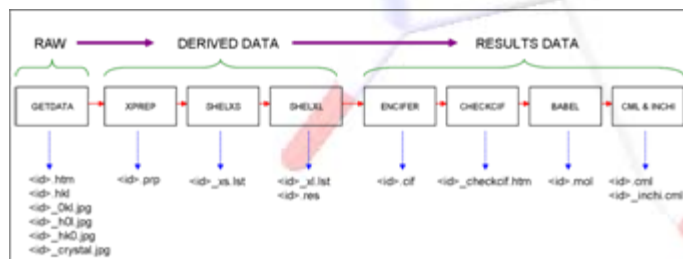 RAW DERIVED DATA RESULTS DATA
GETDATA XPREP SHELXS SHELXL ENCIFER CHECKCIF BABEL CML & INCHI
<id>.htm <id>.prp <id>_xs.lst <id>_xl.lst <id>.cif <id>_checkcif.htm <id>.mol <id>.cml
<id>.hkl <id>.res <id>_inchi.cml
<id>_0kl.jpg
<id>_h0l.jpg
<id>_hk0.jpg
<id>_crystal.jpg